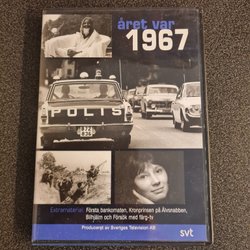 året var
1967
POLIS
Extramaterial: Första bankomaten, Kronprinsen på Älvsnabben,
Bilhjälm och Försök med färg-tv
Producerat av Sveriges Television AB
svt